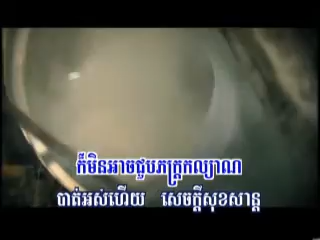 ក៏មិនអាចជួបភក្ត្រកល្យាណ
បាត់អស់ហើយ សេចក្ដីសុខសាន្ត